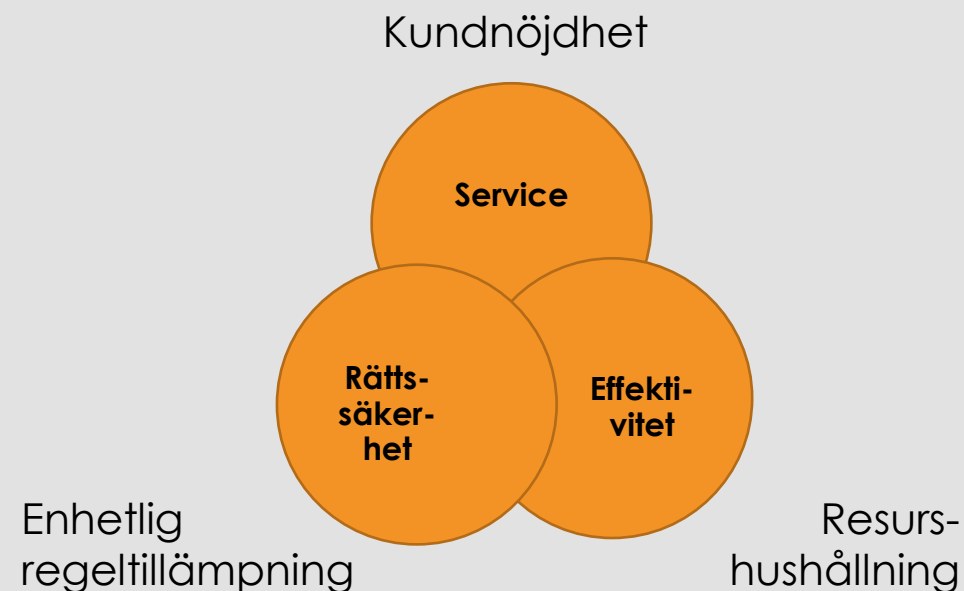 Kundnöjdhet
Service
Rätts-
säker-
het
Effekti-
vitet
Enhetlig
regeltillämpning
Resurs-
hushållning